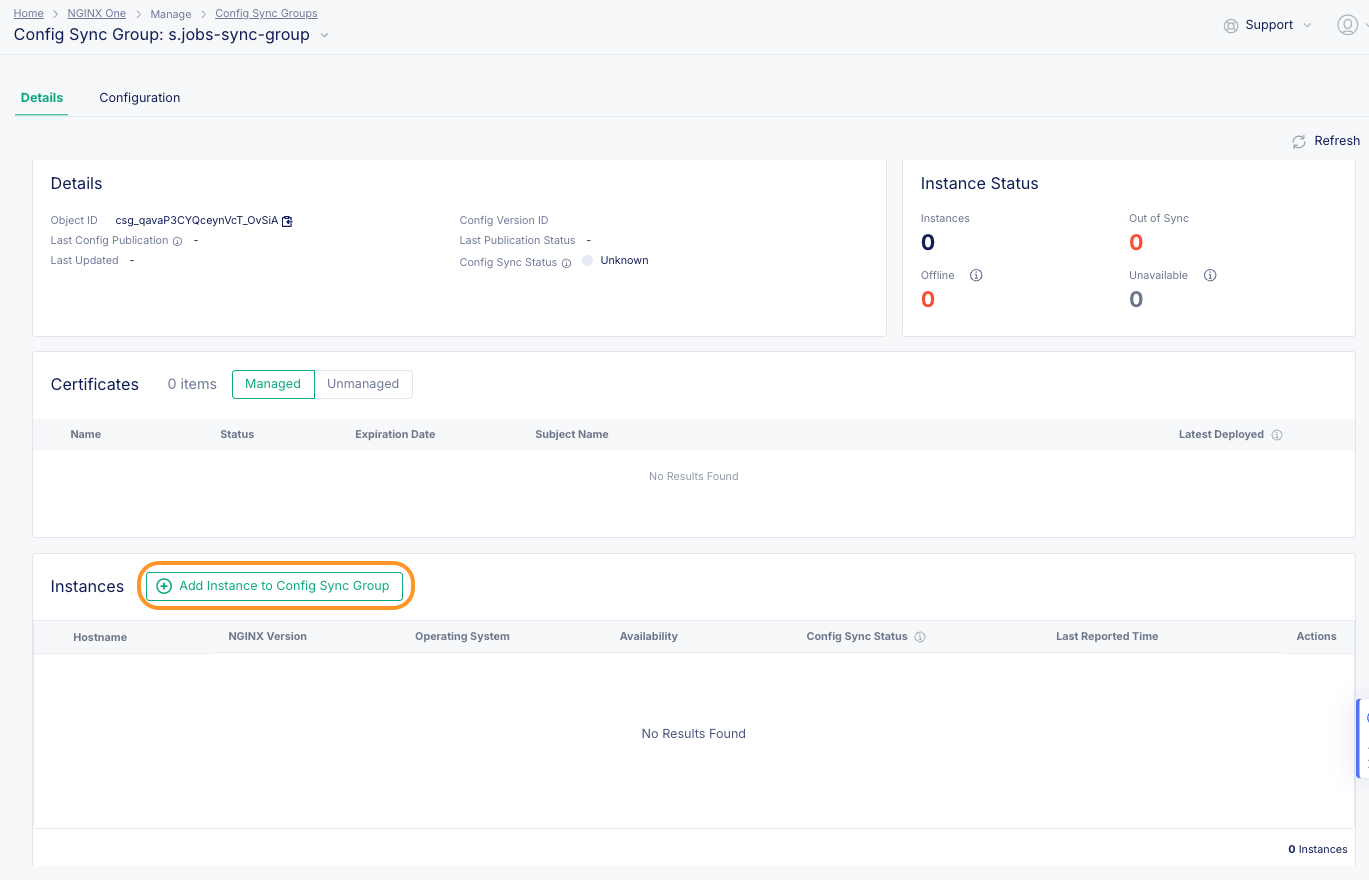 Home > NGINX One > Manage > Config Sync Groups
Config Sync Group: s.jobs-sync-group
Support
Details Configuration
Refresh
Details
Object ID csg_qavaP3CYQceynVcT_OvSiA
Config Version ID
Last Config Publication -
Last Publication Status -
Last Updated -
Config Sync Status Unknown
Instance Status
Instances Out of Sync
0 0
Offline Unavailable
0 0
Certificates 0 items Managed Unmanaged
Name Status Expiration Date Subject Name Latest Deployed
No Results Found
Instances Add Instance to Config Sync Group
Hostname NGINX Version Operating System Availability Config Sync Status Last Reported Time Actions
No Results Found
0 Instances